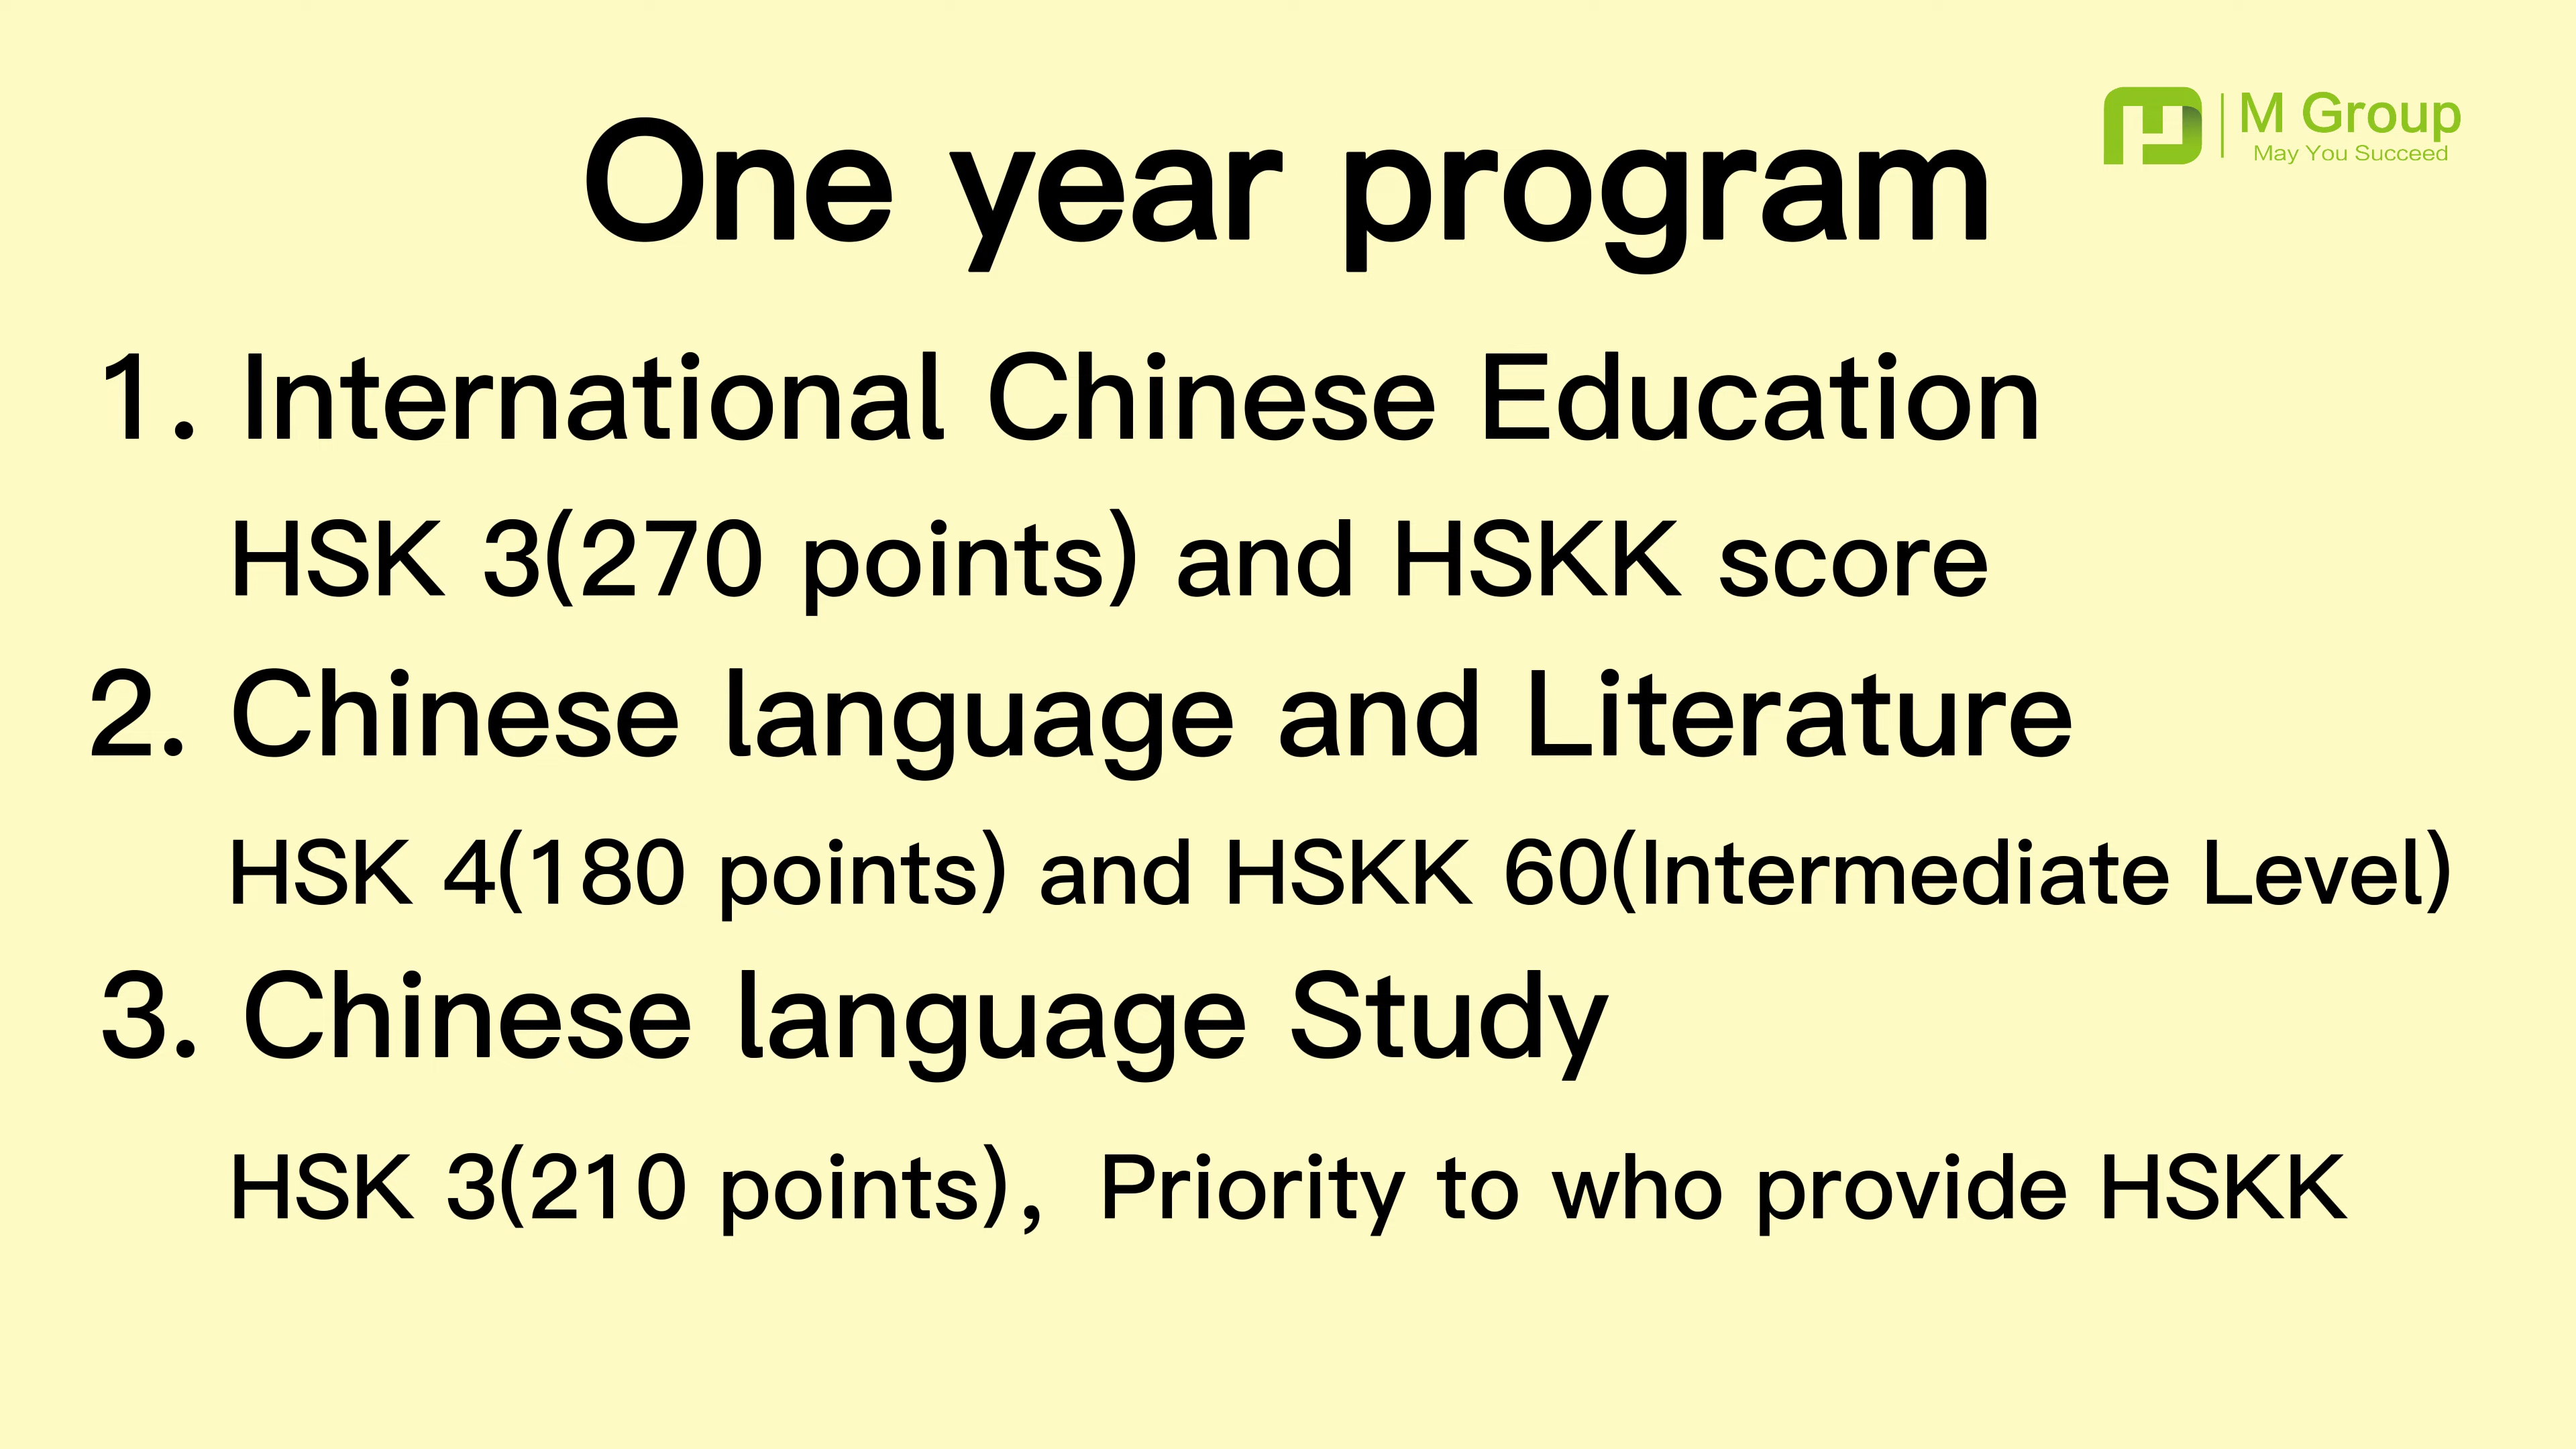 One year program
M Group
May You Succeed
1. International Chinese Education
HSK 3(270 points) and HSKK score
2. Chinese language and Literature
HSK 4(180 points) and HSKK 60(Intermediate Level)
3. Chinese language Study
HSK 3(210 points)，Priority to who provide HSKK